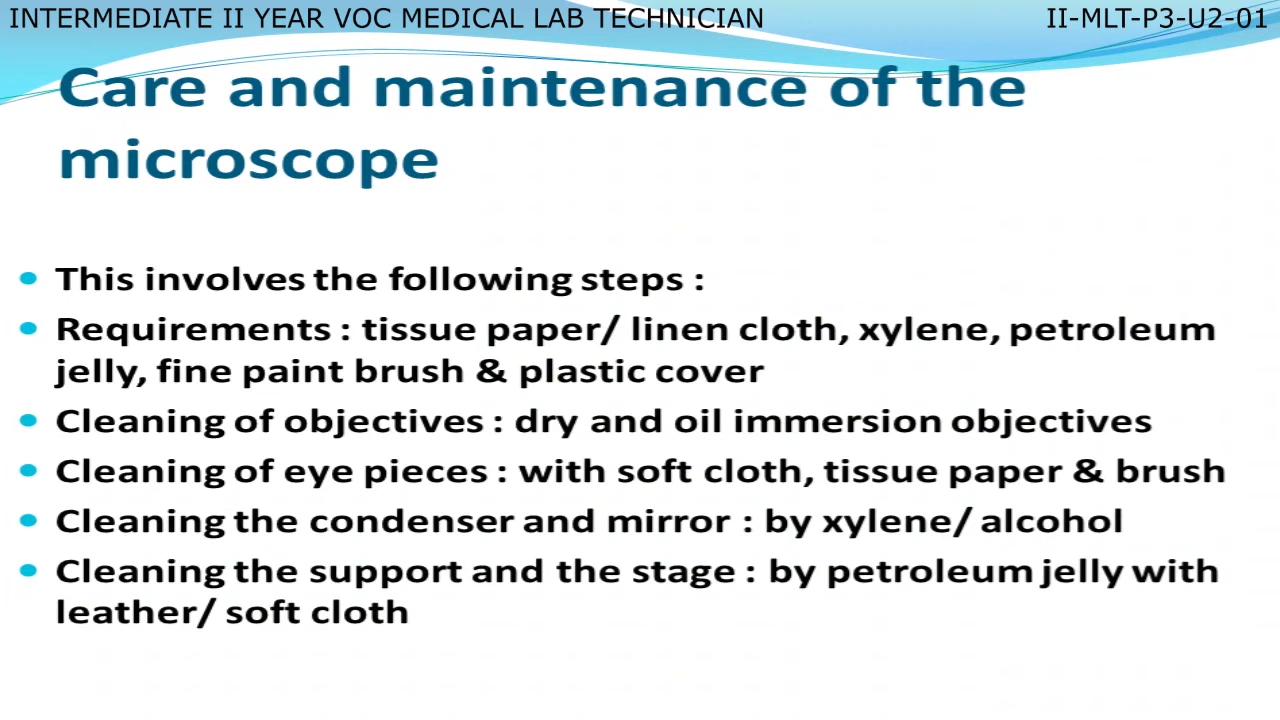 INTERMEDIATE II YEAR VOC MEDICAL LAB TECHNICIAN II-MLT-P3-U2-01
Care and maintenance of the
microscope
• This involves the following steps :
• Requirements : tissue paper/ linen cloth, xylene, petroleum
jelly, fine paint brush & plastic cover
• Cleaning of objectives : dry and oil immersion objectives
• Cleaning of eye pieces : with soft cloth, tissue paper & brush
• Cleaning the condenser and mirror : by xylene/ alcohol
• Cleaning the support and the stage : by petroleum jelly with
leather/ soft cloth